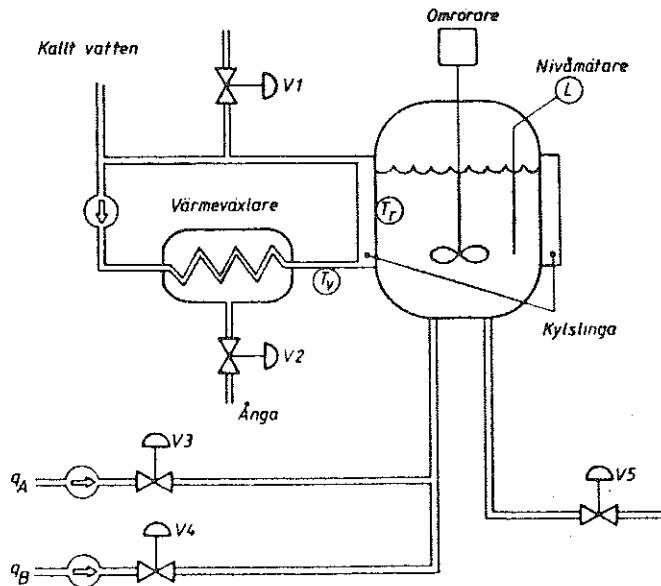 Omrörare
Kallt vatten
V1
Nivåmätare
L
Värmeväxlare
Tr
Tv
Kylslinga
V2
Ånga
V3
qA
V5
V4
qB